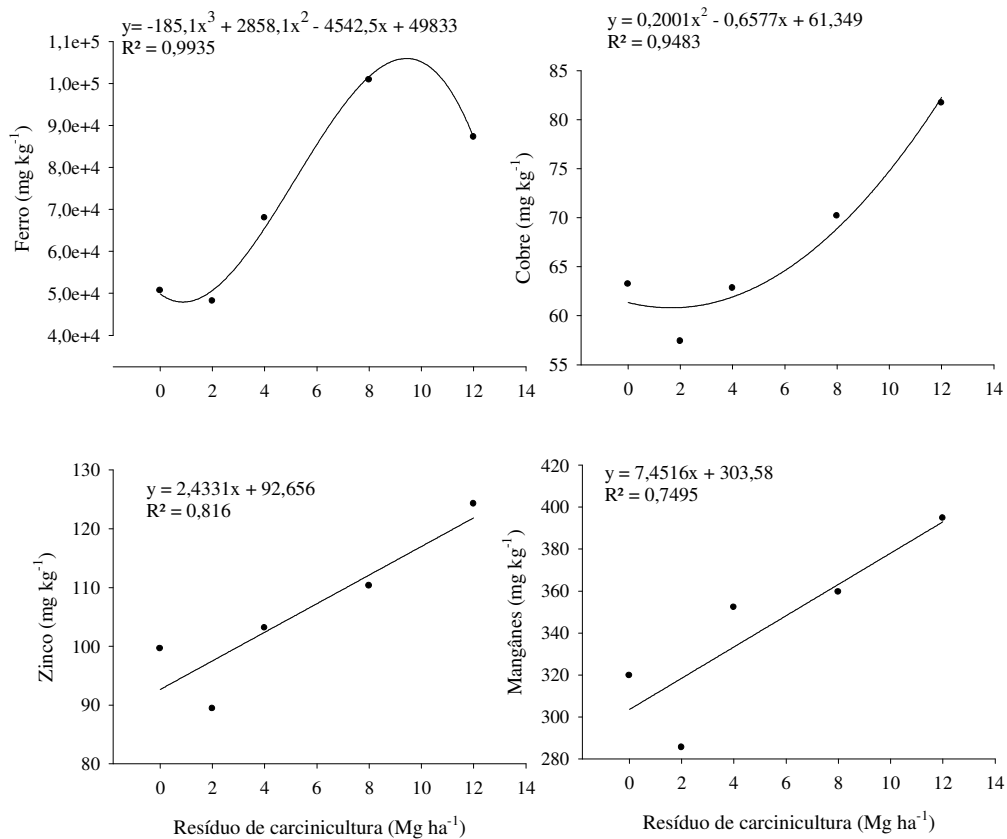 y= -185,1x³ + 2858,1x² - 4542,5x + 49833
R² = 0,9935
1,1e+5
1,0e+5
1,0e+5
9,0e+4
8,0e+4
7,0e+4
6,0e+4
5,0e+4
4,0e+4
Ferro (mg kg⁻¹)
0 2 4 6 8 10 12 14
y = 0,2001x² - 0,6577x + 61,349
R² = 0,9483
85
80
75
70
65
60
55
Cobre (mg kg⁻¹)
0 2 4 6 8 10 12 14
y = 2,4331x + 92,656
R² = 0,816
130
120
110
100
90
80
Zinco (mg kg⁻¹)
0 2 4 6 8 10 12 14
Resíduo de carcinicultura (Mg ha⁻¹)
y = 7,4516x + 303,58
R² = 0,7495
420
400
380
360
340
320
300
280
Mangânes (mg kg⁻¹)
0 2 4 6 8 10 12 14
Resíduo de carcinicultura (Mg ha⁻¹)